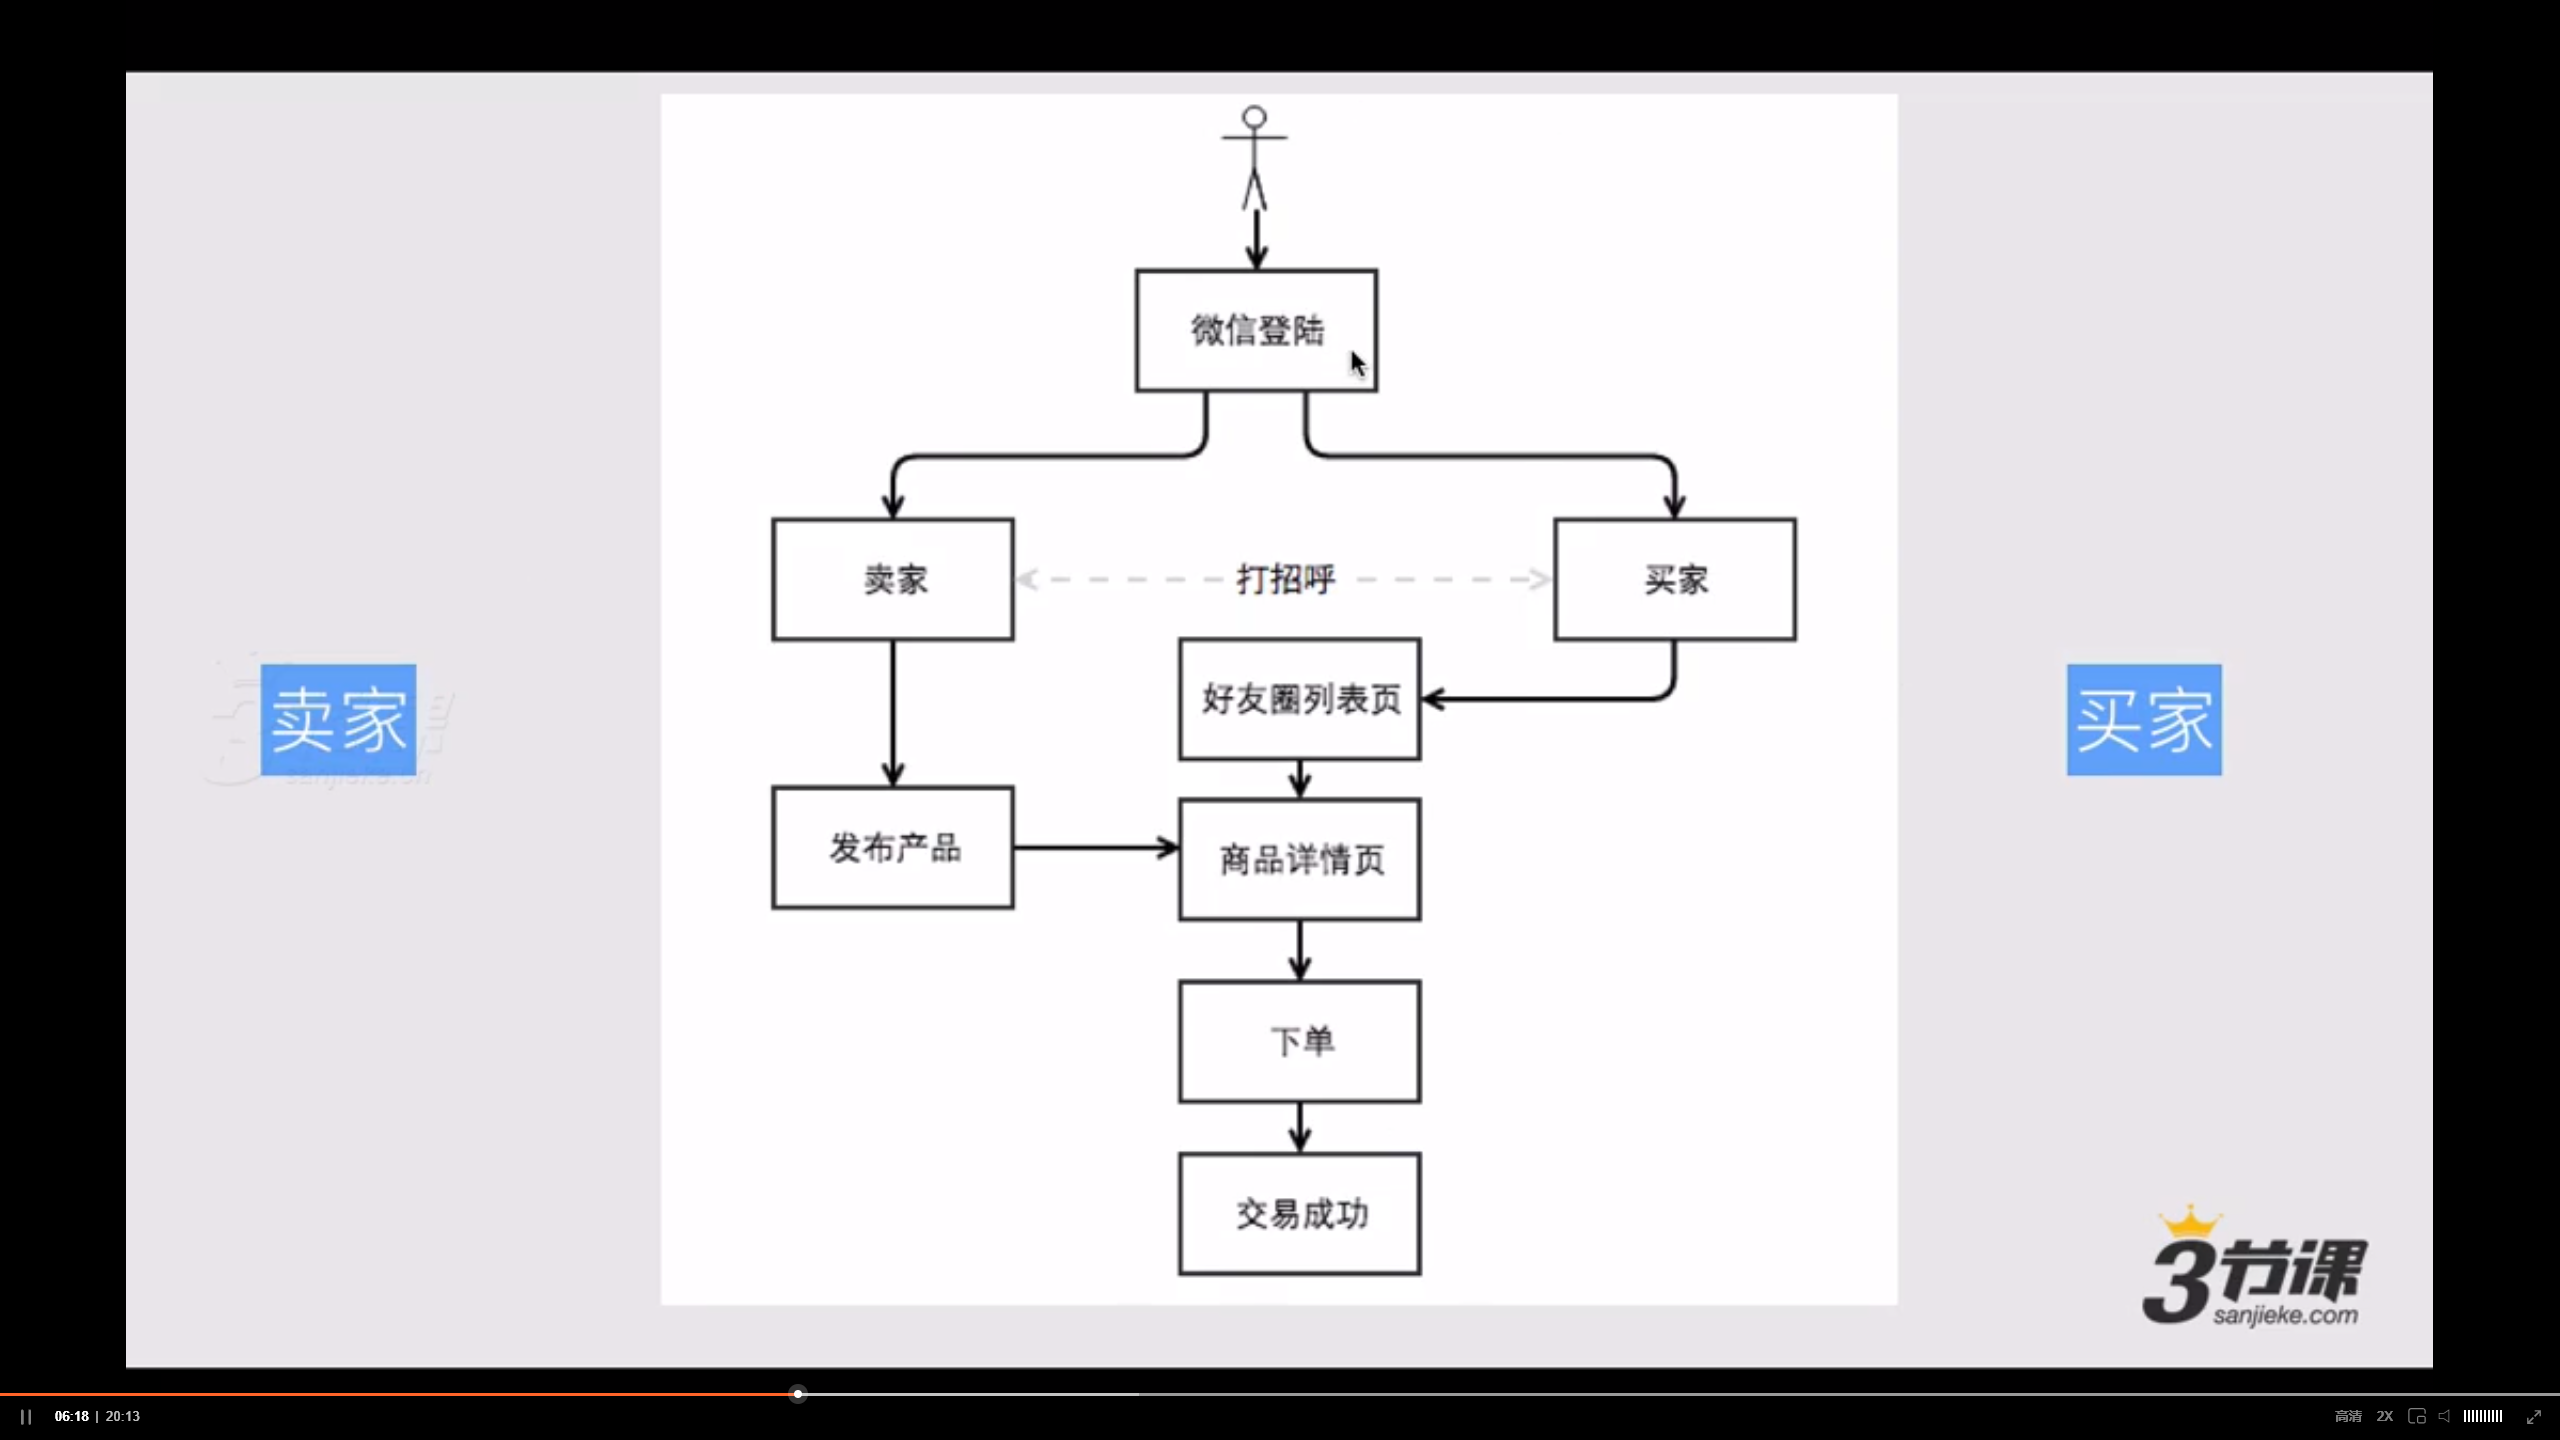 微信登陆
卖家
打招呼
买家
好友圈列表页
卖家
买家
发布产品
商品详情页
下单
交易成功
3节课
sanjieke.com
06:18 | 20:13
高清 2X